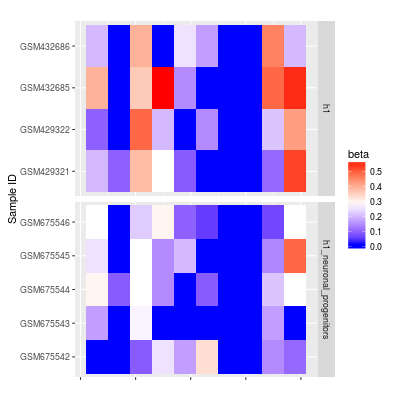 GSM432686
GSM432685
GSM429322
GSM429321
h1
GSM675546
GSM675545
GSM675544
GSM675543
GSM675542
h1_neuronal_progenitors
Sample ID
beta
0.5
0.4
0.3
0.2
0.1
0.0